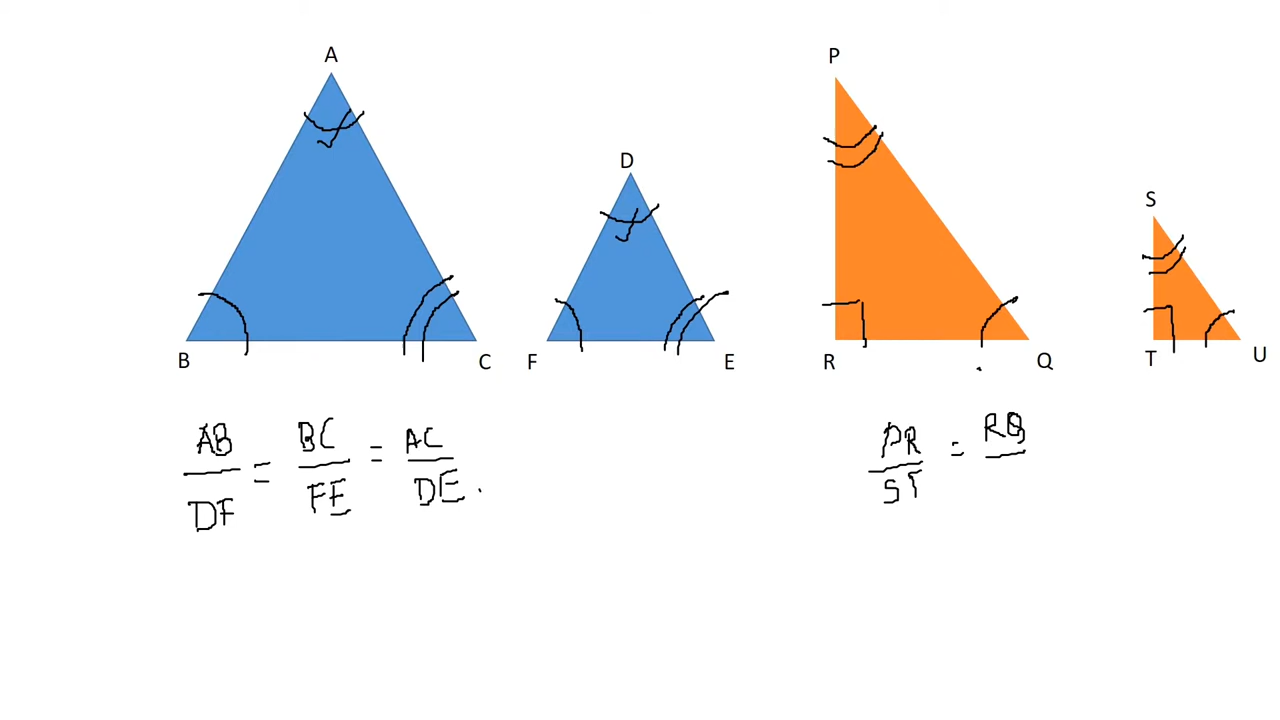 A
P
D
S
B
C
F
E
R
Q
T
U
AB/DF = BC/FE = AC/DE.
PR/ST = RQ/